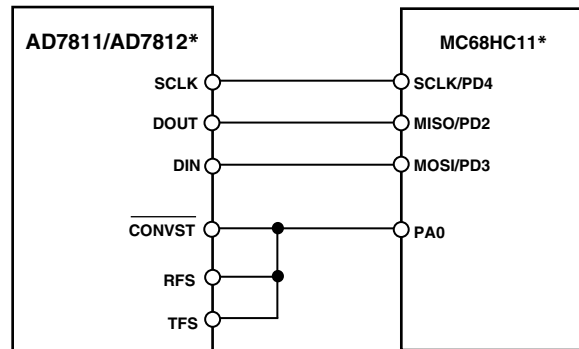 AD7811/AD7812*
MC68HC11*
SCLK
SCLK/PD4
DOUT
MISO/PD2
DIN
MOSI/PD3
CONVST
PA0
RFS
TFS